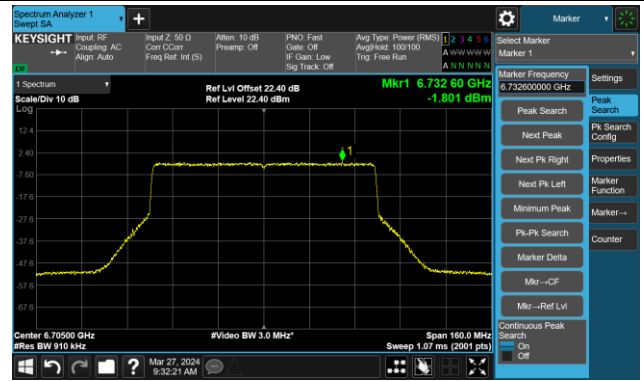 Spectrum Analyzer 1
Swept SA
Marker
KEYSIGHT
Input: RF
Coupling: AC
Align: Auto
Input Z: 50 Ω
Corr CCorr
Freq Ref: Int (S)
Atten: 10 dB
Preamp: Off
PNO: Fast
Gate: Off
IF Gain: Low
Sig Track: Off
Avg Type: Power (RMS)
Avg|Hold: 100/100
Trig: Free Run
1 2 3 4 5 6
A W W W W W
A N N N N N
LXI
Select Marker
Marker 1
1 Spectrum
Scale/Div 10 dB
Ref Lvl Offset 22.40 dB
Ref Level 22.40 dBm
Mkr1 6.732 60 GHz
-1.801 dBm
Log
12.4
2.40
-7.60
-17.6
-27.6
-37.6
-47.6
-57.6
-67.6
1
Center 6.70500 GHz
#Res BW 910 kHz
#Video BW 3.0 MHz*
Span 160.0 MHz
Sweep 1.07 ms (2001 pts)
Marker Frequency
6.732600000 GHz
Peak Search
Next Peak
Next Pk Right
Next Pk Left
Minimum Peak
Pk-Pk Search
Marker Delta
Mkr→CF
Mkr→Ref Lvl
Continuous Peak
Search
On
Off
Settings
Peak
Search
Pk Search
Config
Properties
Marker
Function
Marker→
Counter
?
Mar 27, 2024
9:32:21 AM